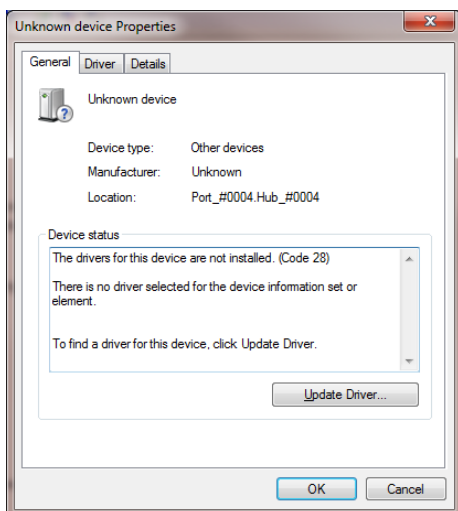 Unknown device Properties
General Driver Details
Unknown device
Device type: Other devices
Manufacturer: Unknown
Location: Port_#0004.Hub_#0004
Device status
The drivers for this device are not installed. (Code 28)
There is no driver selected for the device information set or
element.
To find a driver for this device, click Update Driver.
Update Driver...
OK Cancel